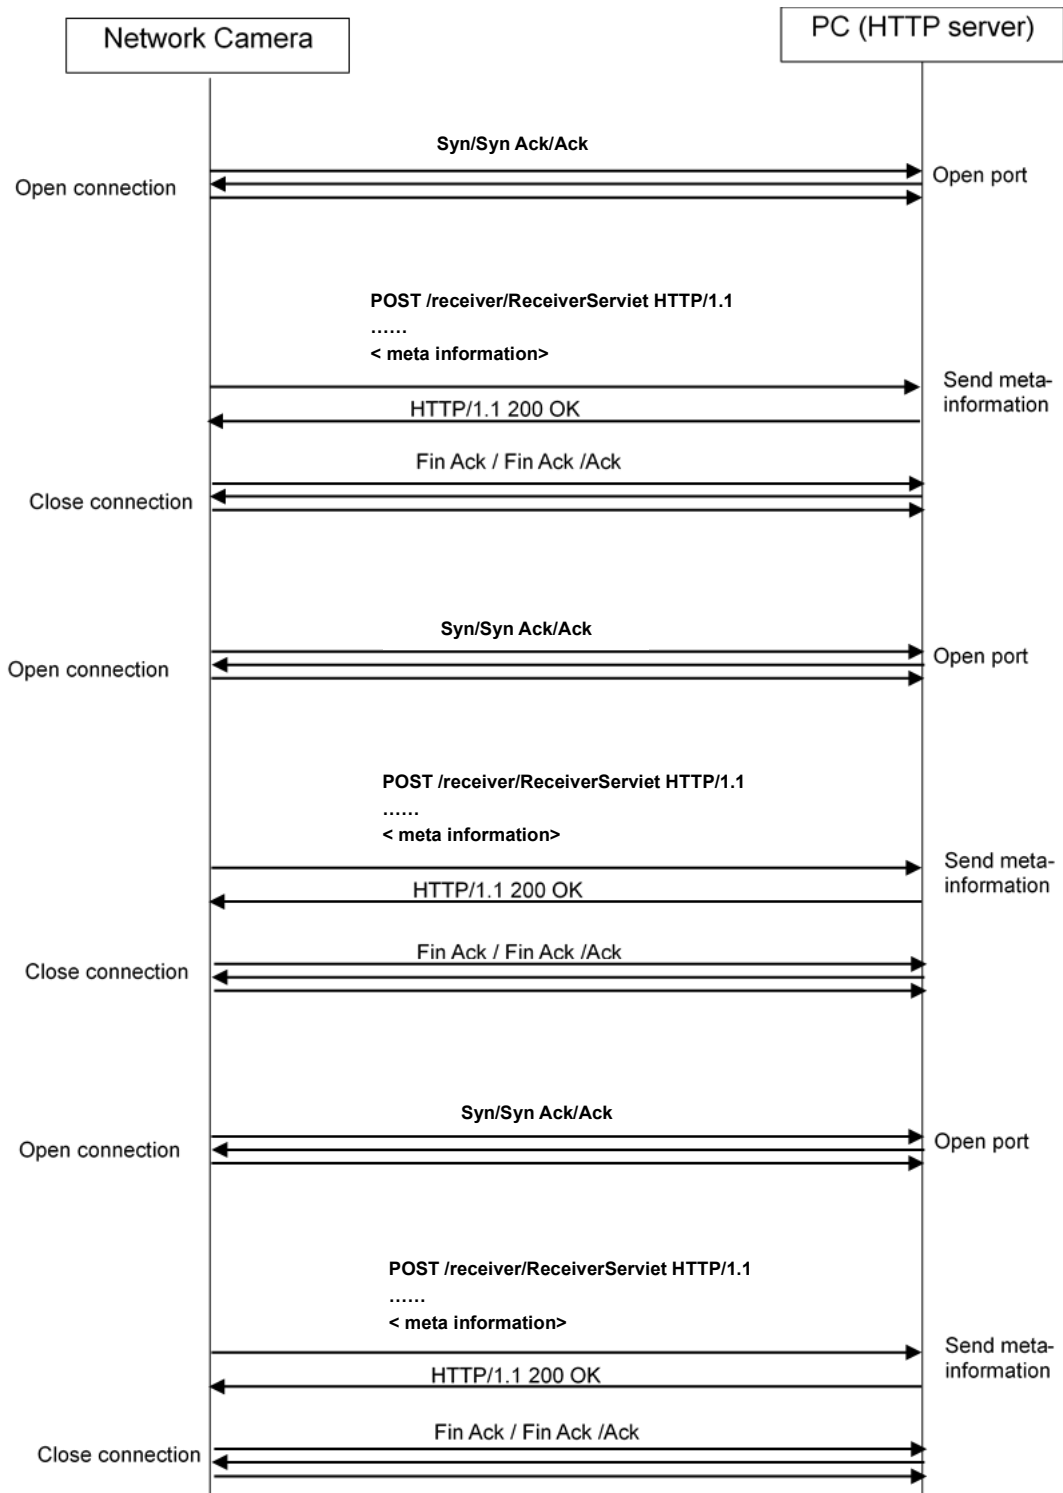 Network Camera
PC (HTTP server)
Syn/Syn Ack/Ack
Open connection
Open port
POST /receiver/ReceiverServiet HTTP/1.1
……
< meta information>
Send meta-
information
HTTP/1.1 200 OK
Fin Ack / Fin Ack /Ack
Close connection
Syn/Syn Ack/Ack
Open connection
Open port
POST /receiver/ReceiverServiet HTTP/1.1
……
< meta information>
Send meta-
information
HTTP/1.1 200 OK
Fin Ack / Fin Ack /Ack
Close connection
Syn/Syn Ack/Ack
Open connection
Open port
POST /receiver/ReceiverServiet HTTP/1.1
……
< meta information>
Send meta-
information
HTTP/1.1 200 OK
Fin Ack / Fin Ack /Ack
Close connection